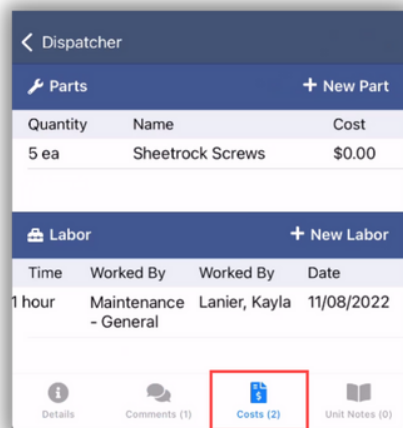 Dispatcher
Parts + New Part
Quantity Name Cost
5 ea Sheetrock Screws $0.00
Labor + New Labor
Time Worked By Worked By Date
1 hour Maintenance Lanier, Kayla 11/08/2022
- General
Details Comments (1) Costs (2) Unit Notes (0)